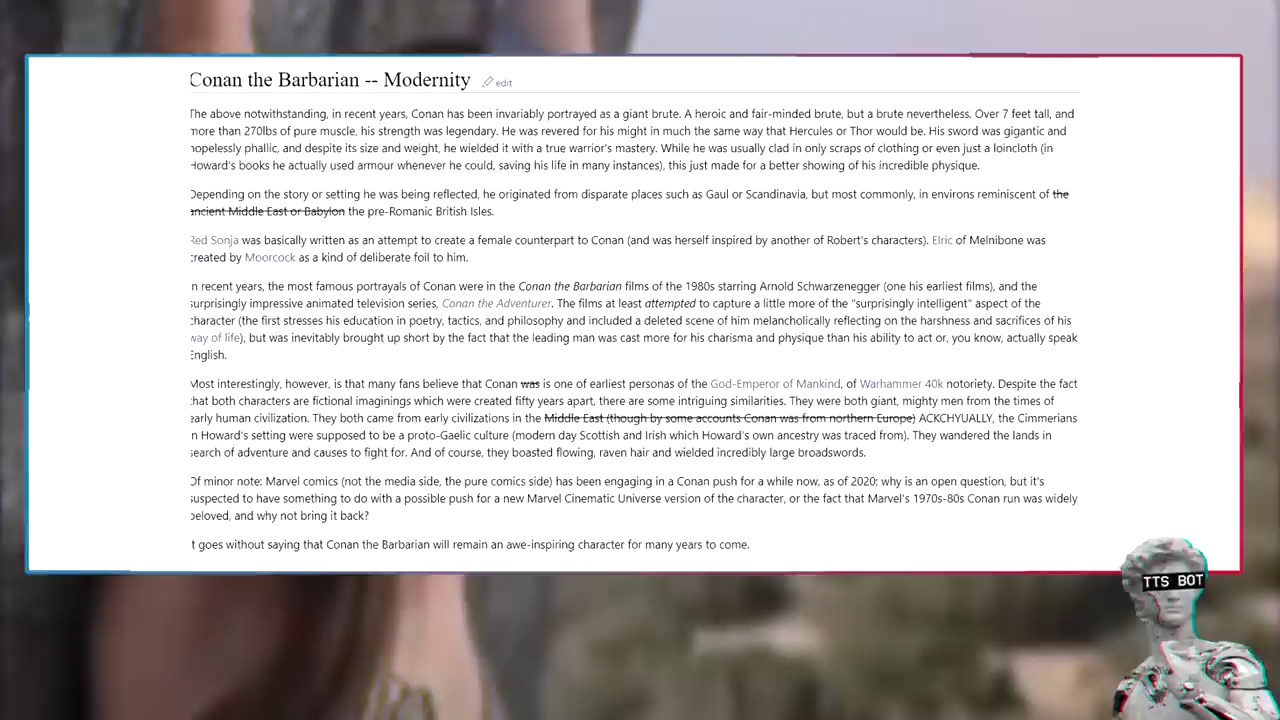 Conan the Barbarian -- Modernity edit
The above notwithstanding, in recent years, Conan has been invariably portrayed as a giant brute. A heroic and fair-minded brute, but a brute nevertheless. Over 7 feet tall, and
more than 270lbs of pure muscle, his strength was legendary. He was revered for his might in much the same way that Hercules or Thor would be. His sword was gigantic and
hopelessly phallic, and despite its size and weight, he wielded it with a true warrior's mastery. While he was usually clad in only scraps of clothing or even just a loincloth (in
Howard's books he actually used armour whenever he could, saving his life in many instances), this just made for a better showing of his incredible physique.
Depending on the story or setting he was being reflected, he originated from disparate places such as Gaul or Scandinavia, but most commonly, in environs reminiscent of the
ancient Middle East or Babylon the pre-Romanic British Isles.
Red Sonja was basically written as an attempt to create a female counterpart to Conan (and was herself inspired by another of Robert's characters). Elric of Melnibone was
created by Moorcock as a kind of deliberate foil to him.
In recent years, the most famous portrayals of Conan were in the Conan the Barbarian films of the 1980s starring Arnold Schwarzenegger (one his earliest films), and the
surprisingly impressive animated television series, Conan the Adventurer. The films at least attempted to capture a little more of the "surprisingly intelligent" aspect of the
character (the first stresses his education in poetry, tactics, and philosophy and included a deleted scene of him melancholically reflecting on the harshness and sacrifices of his
way of life), but was inevitably brought up short by the fact that the leading man was cast more for his charisma and physique than his ability to act or, you know, actually speak
English.
Most interestingly, however, is that many fans believe that Conan was is one of earliest personas of the God-Emperor of Mankind, of Warhammer 40k notoriety. Despite the fact
that both characters are fictional imaginings which were created fifty years apart, there are some intriguing similarities. They were both giant, mighty men from the times of
early human civilization. They both came from early civilizations in the Middle East (though by some accounts Conan was from northern Europe) ACKCHYUALLY, the Cimmerians
in Howard's setting were supposed to be a proto-Gaelic culture (modern day Scottish and Irish which Howard's own ancestry was traced from). They wandered the lands in
search of adventure and causes to fight for. And of course, they boasted flowing, raven hair and wielded incredibly large broadswords.
Of minor note: Marvel comics (not the media side, the pure comics side) has been engaging in a Conan push for a while now, as of 2020; why is an open question, but it's
suspected to have something to do with a possible push for a new Marvel Cinematic Universe version of the character, or the fact that Marvel's 1970s-80s Conan run was widely
beloved, and why not bring it back?
It goes without saying that Conan the Barbarian will remain an awe-inspiring character for many years to come.
TTS BOT